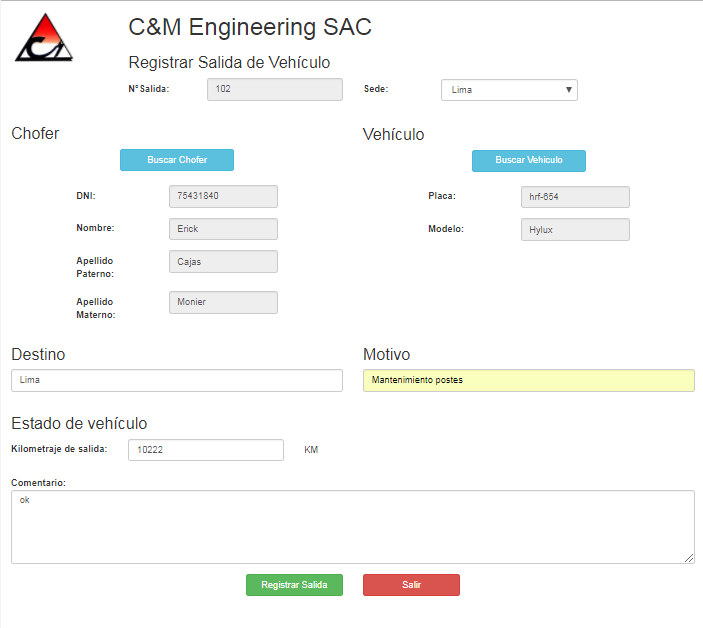 C&M Engineering SAC
Registrar Salida de Vehículo
N° Salida: 102 Sede: Lima
Chofer Vehículo
Buscar Chofer Buscar Vehiculo
DNI: 75431840 Placa: hrf-654
Nombre: Erick Modelo: Hylux
Apellido Paterno: Cajas
Apellido Materno: Monier
Destino Motivo
Lima Mantenimiento postes
Estado de vehículo
Kilometraje de salida: 10222 KM
Comentario:
ok
Registrar Salida Salir